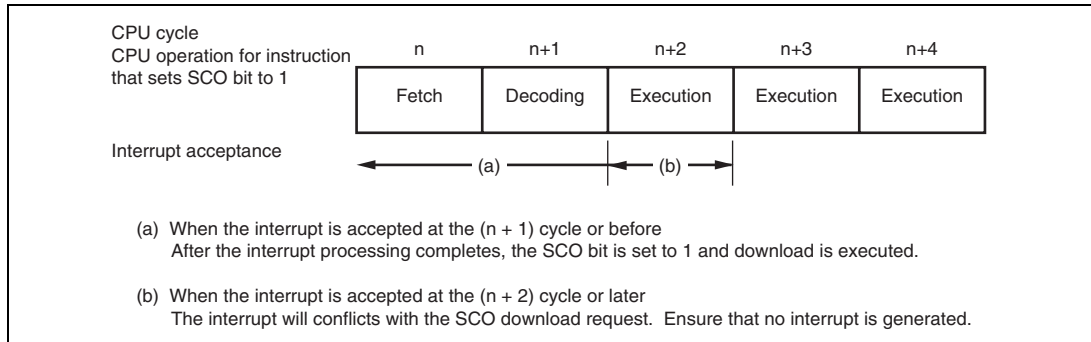 CPU cycle
CPU operation for instruction
that sets SCO bit to 1
n n+1 n+2 n+3 n+4
Fetch Decoding Execution Execution Execution
Interrupt acceptance
(a) (b)
(a) When the interrupt is accepted at the (n + 1) cycle or before
After the interrupt processing completes, the SCO bit is set to 1 and download is executed.
(b) When the interrupt is accepted at the (n + 2) cycle or later
The interrupt will conflicts with the SCO download request. Ensure that no interrupt is generated.